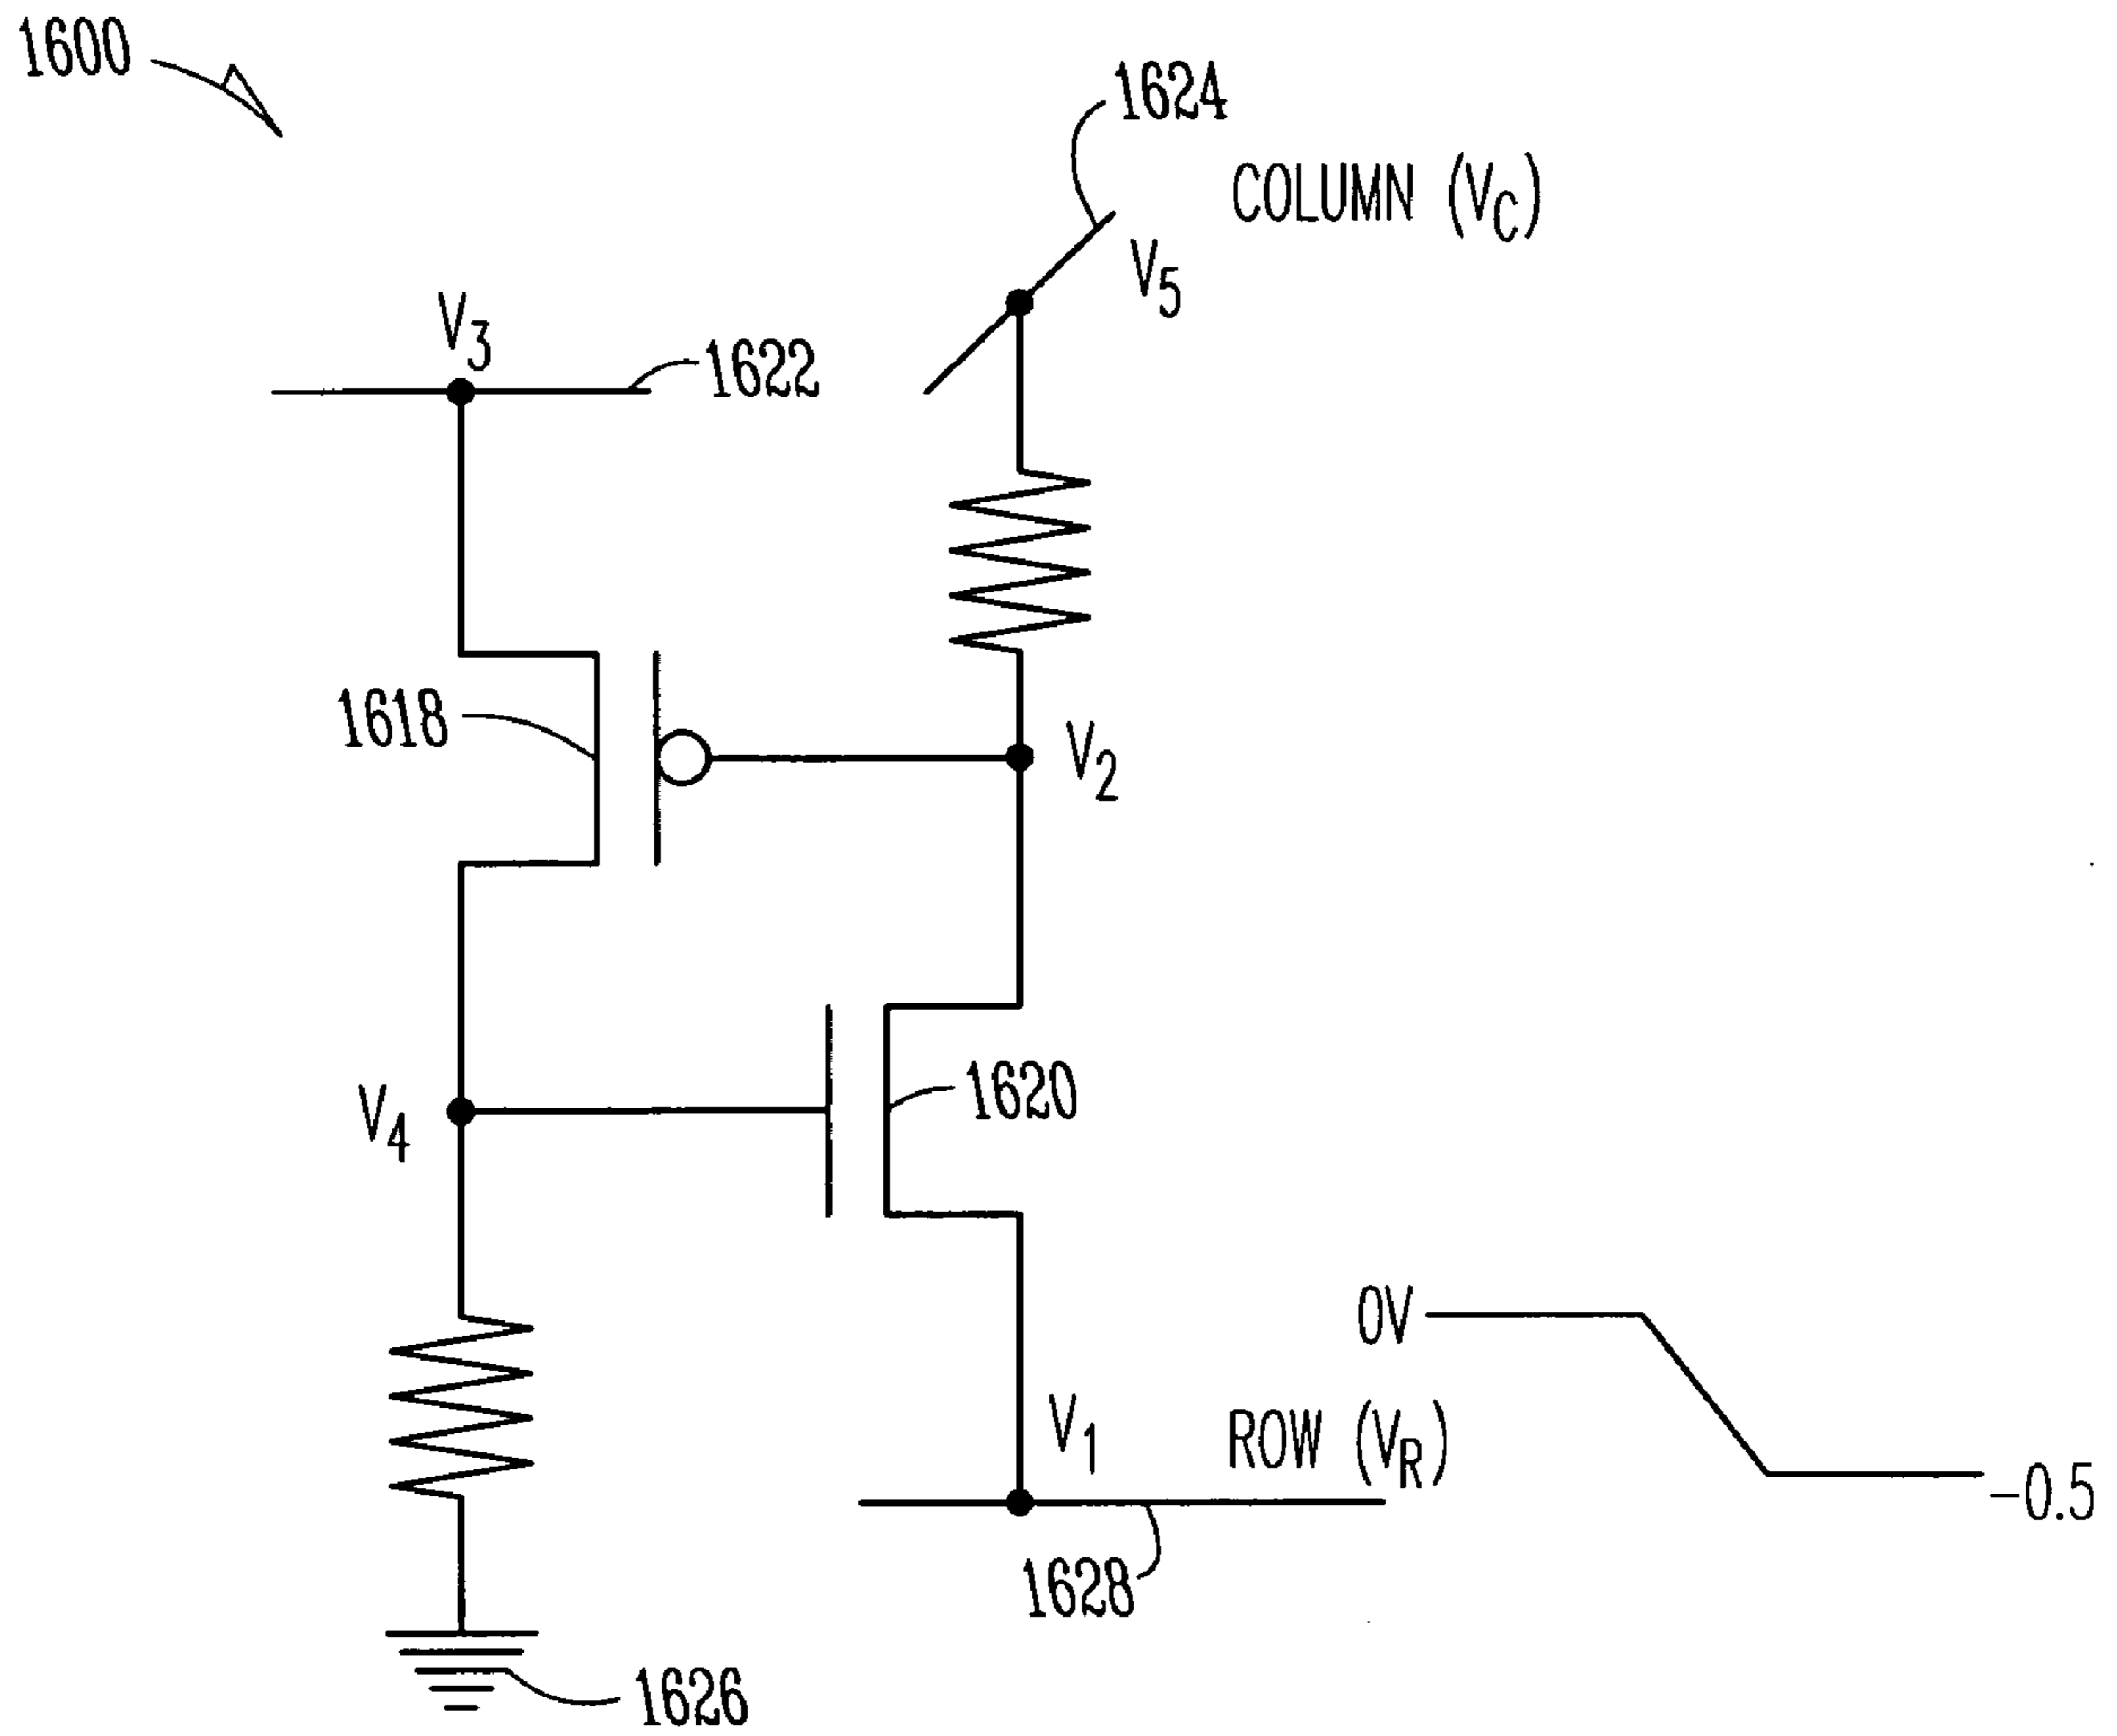 1600
1624
COLUMN (VC)
V5
V3
1622
1618
V2
1620
V4
0V
V1
ROW (VR)
-0.5
1628
1626